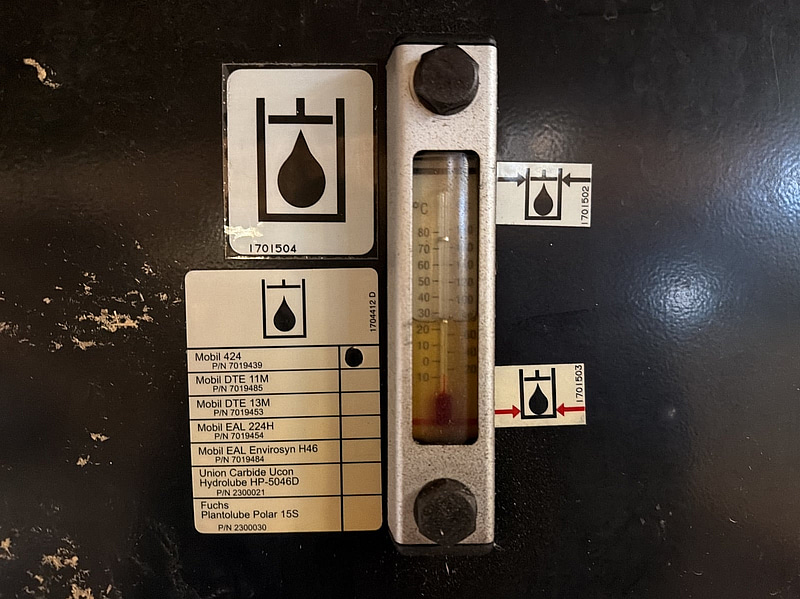 1701504
1704412 D
Mobil 424
P/N 7019439
Mobil DTE 11M
P/N 7019485
Mobil DTE 13M
P/N 7019453
Mobil EAL 224H
P/N 7019454
Mobil EAL Envirosyn H46
P/N 7019484
Union Carbide Ucon
Hydrolube HP-5046D
P/N 2300021
Fuchs
Plantolube Polar 15S
P/N 2300030
°C
80
70
60
50
40
30
20
10
0
10
1701502
1701503